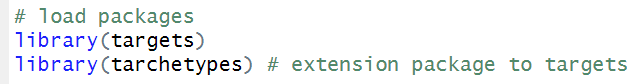 # load packages
library(targets)
library(tarchetypes) # extension package to targets